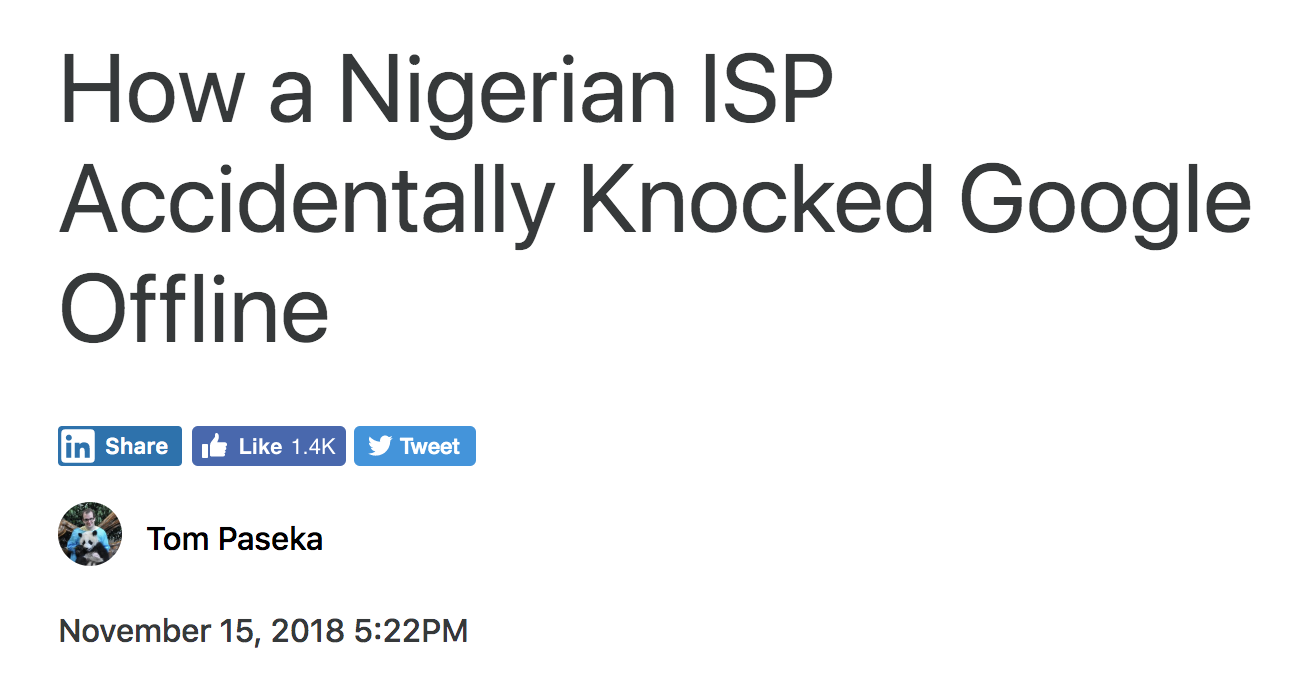 How a Nigerian ISP
Accidentally Knocked Google
Offline
in Share Like 1.4K Tweet
Tom Paseka
November 15, 2018 5:22PM